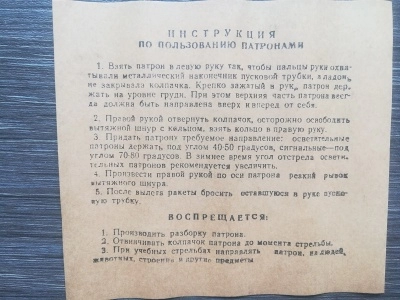 ИНСТРУКЦИЯ
ПО ПОЛЬЗОВАНИЮ ПАТРОНАМИ
1. Взять патрон в левую руку так, чтобы пальцы руки охва-
тывали металлический наконечник пусковой трубки, а ладонь
не закрывало колпачка. Крепко зажатый в руке патрон дер-
жать на уровне груди. При этом верхняя часть патрона всег-
да должна быть направлена вверх и вперед от себя.
2. Правой рукой отвернуть колпачок, осторожно освободить
вытяжной шнур с кольцом, взять кольцо в правую руку.
3. Придать патрону требуемое направление: осветительные
патроны держать под углом 40-50 градусов, сигнальные—под
углом 70-80 градусов. В зимнее время угол отстрела освети-
тельных патронов рекомендуется увеличить.
4. Произвести правой рукой по оси патрона резкий рывок
вытяжного шнура.
5. После вылета ракеты бросить оставшуюся в руке пуско-
вую трубку.
ВОСПРЕЩАЕТСЯ:
1. Производить разборку патрона.
2. Отвинчивать колпачок патрона до момента стрельбы.
3. При учебных стрельбах направлять патрон на людей,
животных, строения и другие предметы